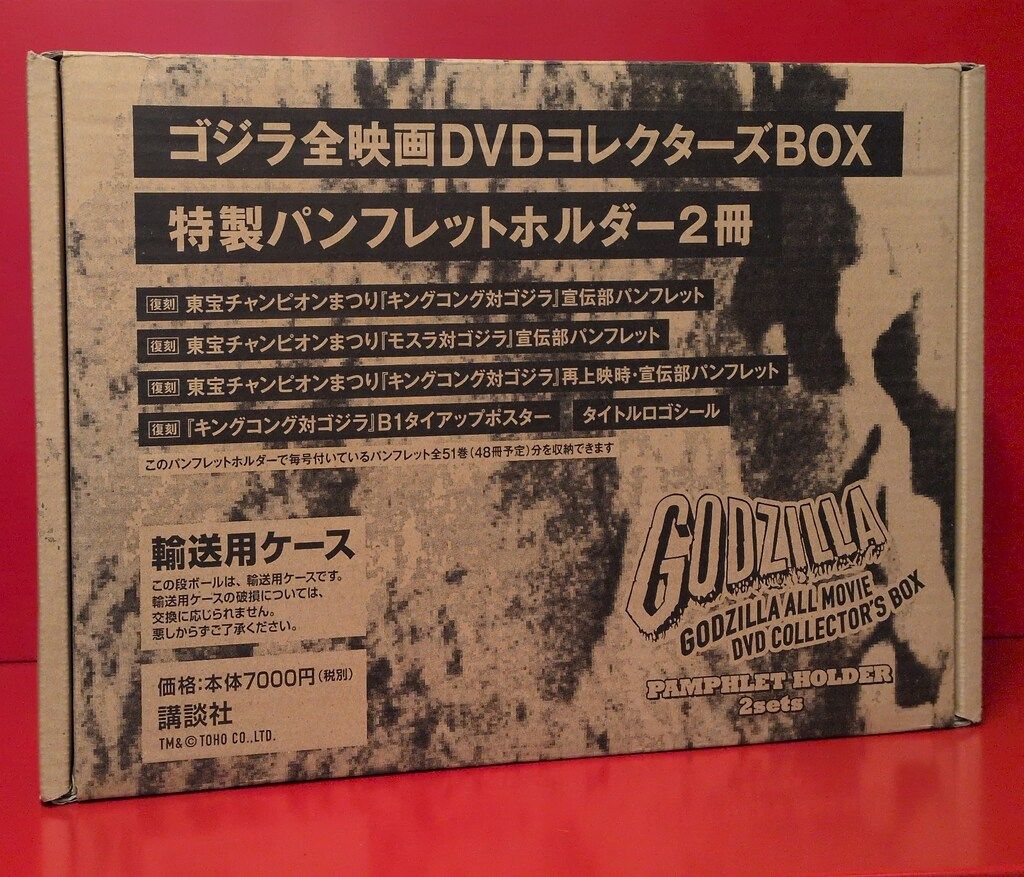 ゴジラ全映画DVDコレクターズBOX
特製パンフレットホルダー2冊
復刻 東宝チャンピオンまつり『キングコング対ゴジラ』宣伝部パンフレット
復刻 東宝チャンピオンまつり『モスラ対ゴジラ』宣伝部パンフレット
復刻 東宝チャンピオンまつり『キングコング対ゴジラ』再上映時・宣伝部パンフレット
復刻 『キングコング対ゴジラ』B1タイアップポスター タイトルロゴシール
このパンフレットホルダーで毎号付いているパンフレット全51巻(48冊予定)分を収納できます
輸送用ケース
この段ボールは、輸送用ケースです。
輸送用ケースの破損については、
交換に応じられません。
悪しからずご了承ください。
価格:本体7000円(税別)
講談社
TM&©TOHO CO.,LTD.
GODZILLA
GODZILLA ALL MOVIE
DVD COLLECTOR'S BOX
PAMPHLET HOLDER
2sets